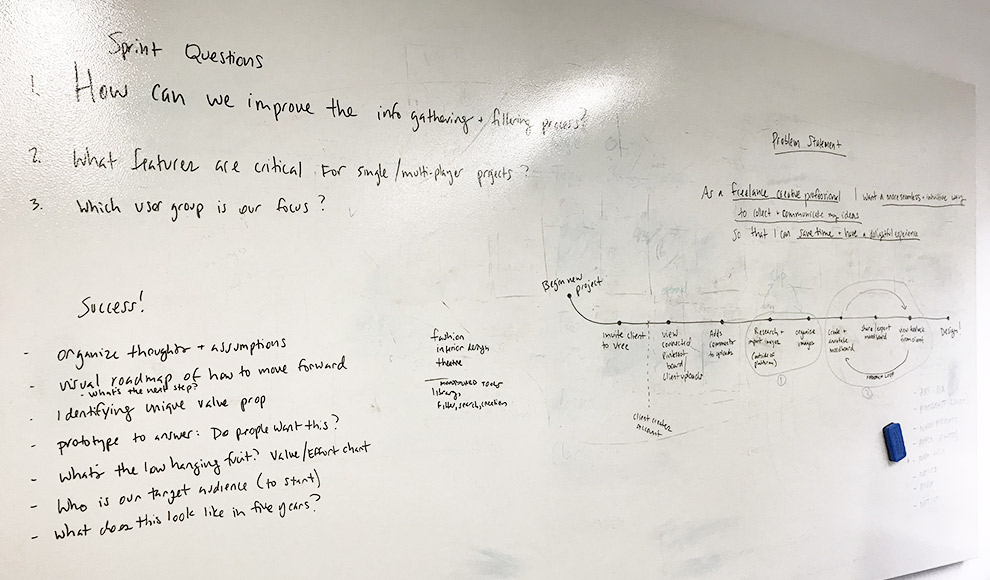 Sprint Questions
1. How can we improve the info gathering + filtering process?
2. What features are critical for single/multi-player projects?
3. Which user group is our focus?
Problem Statement
As a freelance creative professional I want a more seamless + intuitive way
to collect + communicate my ideas
so that I can save time + have a delightful experience
Success!
- organize thoughts + assumptions
- visual roadmap of how to move forward
- what's the next step?
- Identifying unique value prop
- prototype to answer: Do people want this?
- What's the low hanging fruit? Value/Effort chart
- Who is our target audience (to start)
- What does this look like in five years?
fashion
interior design
theatre
moodboard tools
library,
filter, search, creation
Begin new
project
Invite client
to Vree
View
connected
Pinterest
board/
client uploads
Adds
commentor
to uploads
Research +
import images
(outside of
platform)
organize
images
create +
annotate
moodboard
share/export
moodboard
view feedback
from client
Design!
feedback loop
1
2
client creates
account